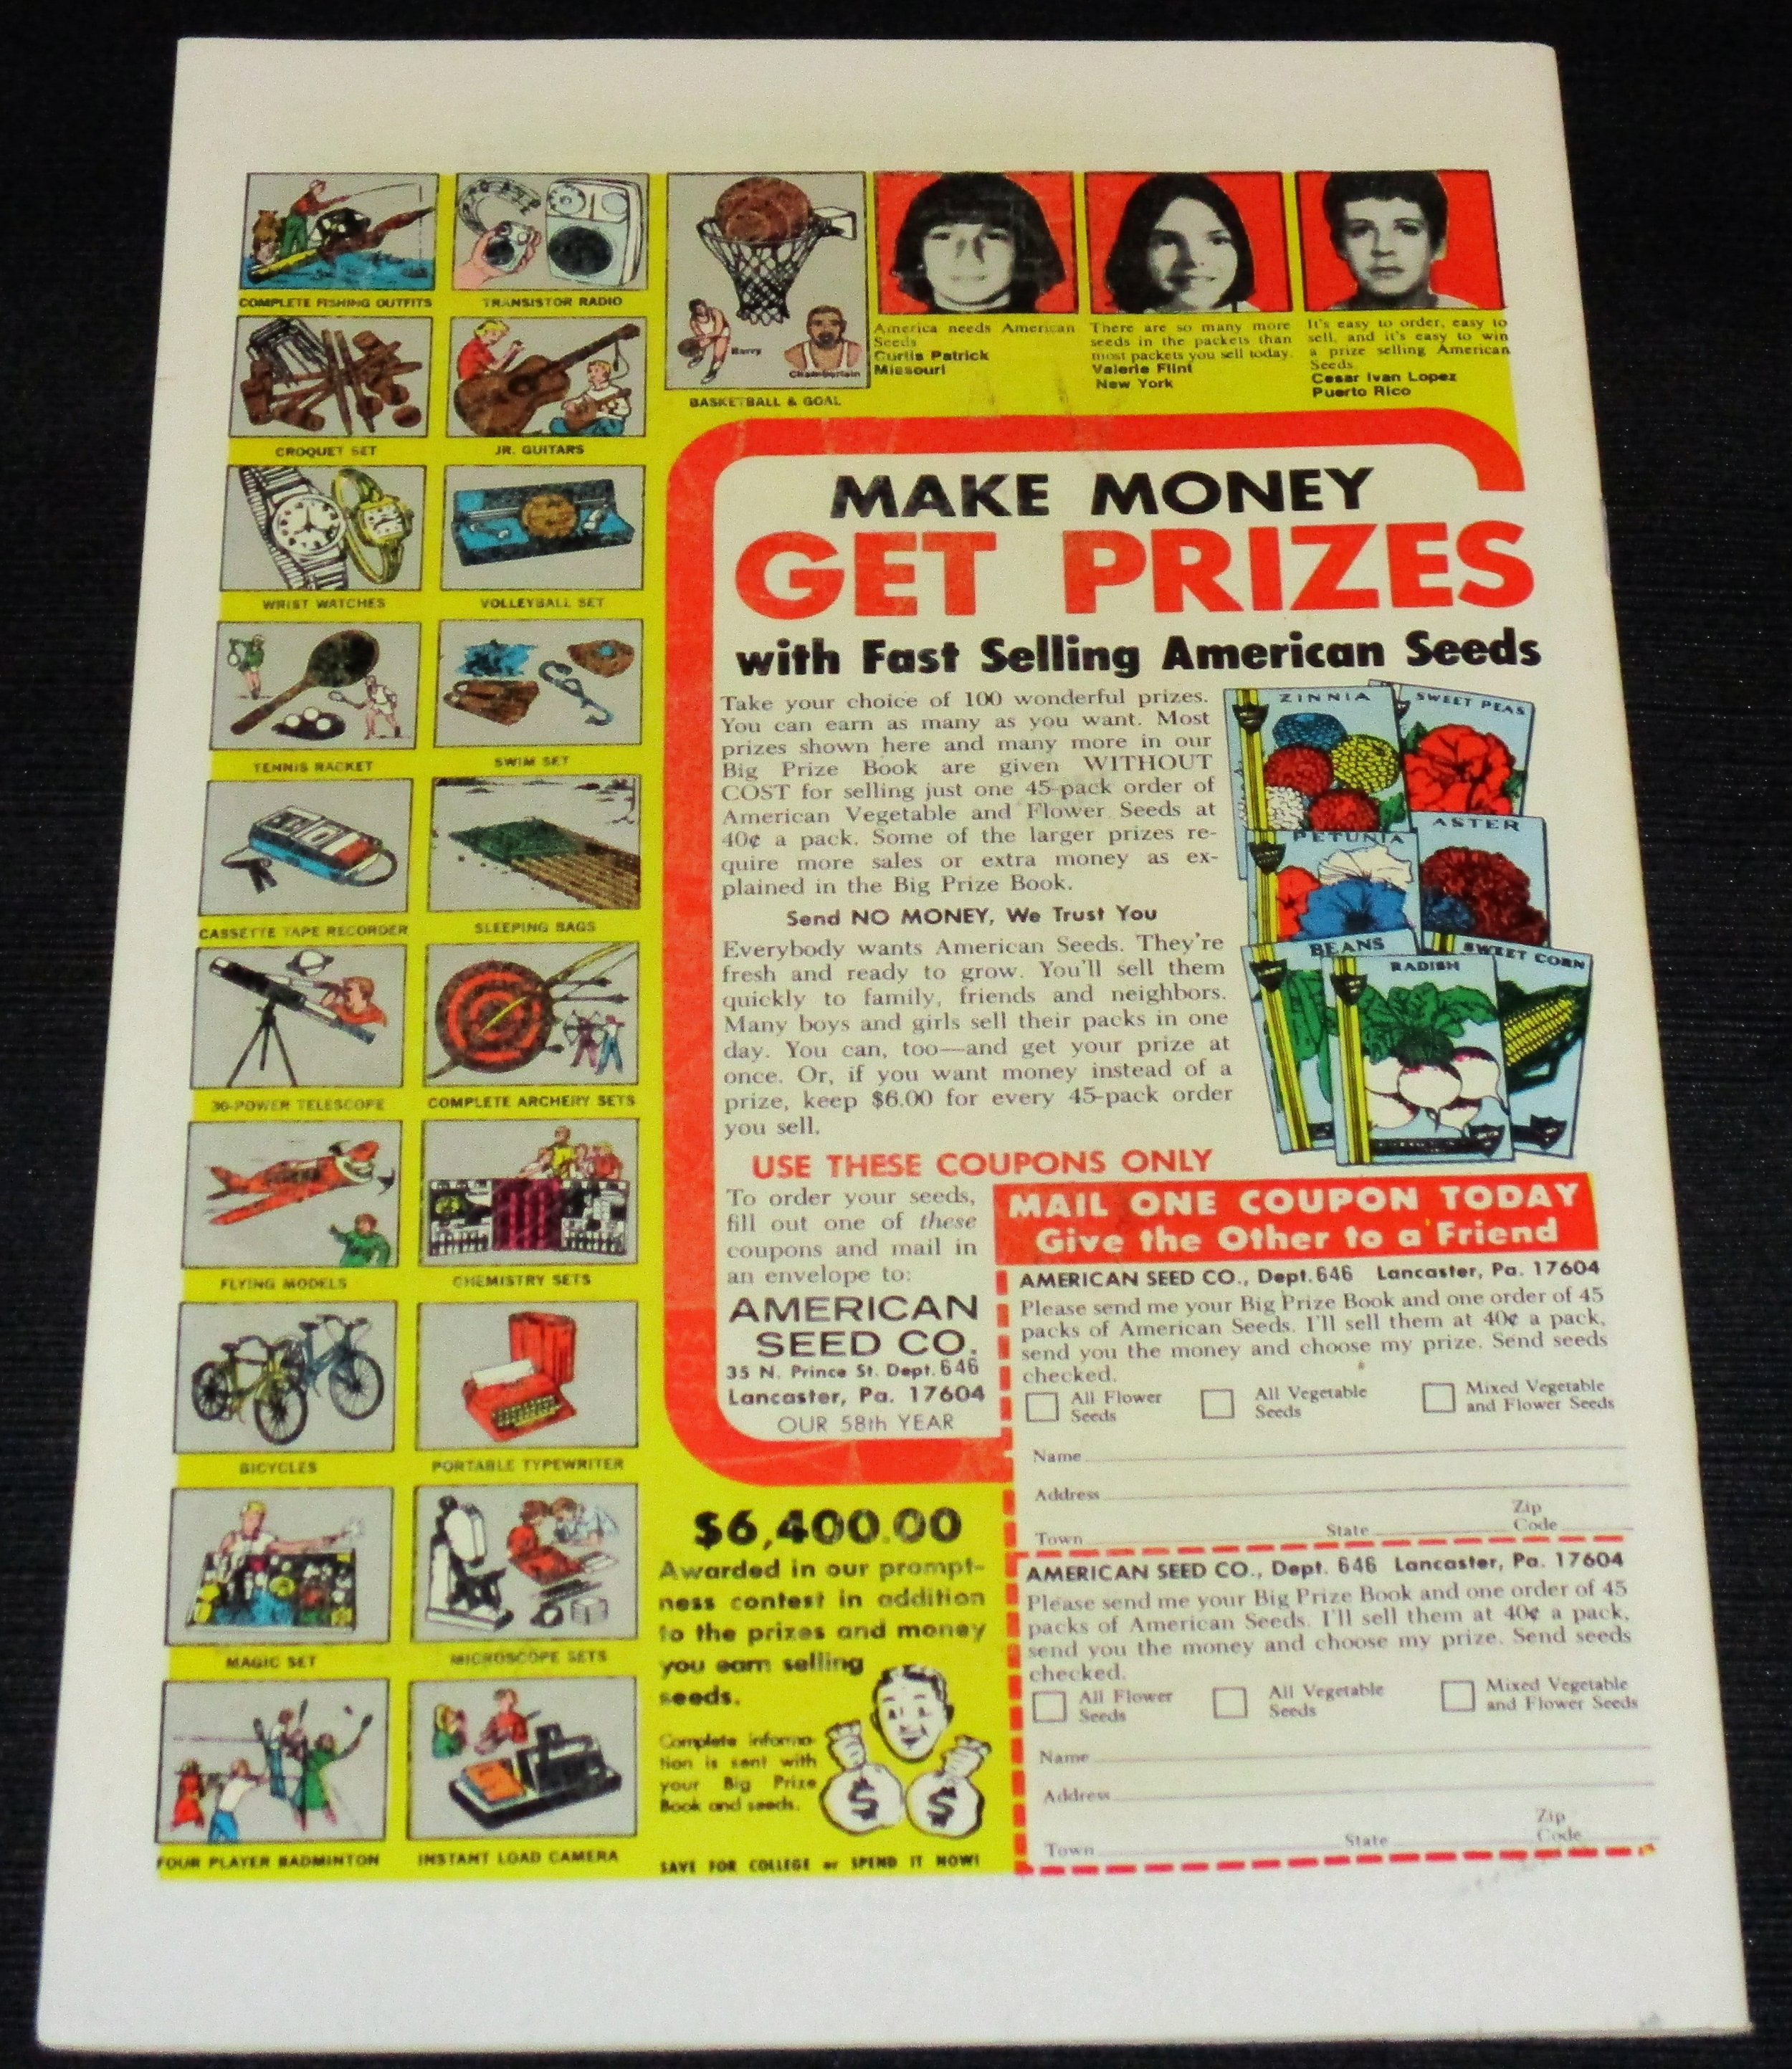 COMPLETE FISHING OUTFITS
TRANSISTOR RADIO
CROQUET SET
JR. GUITARS
WRIST WATCHES
VOLLEYBALL SET
TENNIS RACKET
SWIM SET
CASSETTE TAPE RECORDER
SLEEPING BAGS
30-POWER TELESCOPE
COMPLETE ARCHERY SETS
FLYING MODELS
CHEMISTRY SETS
BICYCLES
PORTABLE TYPEWRITER
MAGIC SET
MICROSCOPE SETS
FOUR PLAYER BADMINTON
INSTANT LOAD CAMERA
Barry
Chamberlain
BASKETBALL & GOAL
America needs American
Seeds
Curtis Patrick
Missouri
There are so many more
seeds in the packets than
most packets you sell today.
Valerie Flint
New York
It's easy to order, easy to
sell, and it's easy to win
a prize selling American
Seeds.
Cesar Ivan Lopez
Puerto Rico
MAKE MONEY
GET PRIZES
with Fast Selling American Seeds
Take your choice of 100 wonderful prizes.
You can earn as many as you want. Most
prizes shown here and many more in our
Big Prize Book are given WITHOUT
COST for selling just one 45-pack order of
American Vegetable and Flower Seeds at
40¢ a pack. Some of the larger prizes re-
quire more sales or extra money as ex-
plained in the Big Prize Book.
Send NO MONEY, We Trust You
Everybody wants American Seeds. They're
fresh and ready to grow. You'll sell them
quickly to family, friends and neighbors.
Many boys and girls sell their packs in one
day. You can, too—and get your prize at
once. Or, if you want money instead of a
prize, keep $6.00 for every 45-pack order
you sell.
ZINNIA
SWEET PEAS
PETUNIA
ASTER
BEANS
RADISH
SWEET CORN
USE THESE COUPONS ONLY
To order your seeds,
fill out one of these
coupons and mail in
an envelope to:
AMERICAN
SEED CO.
35 N. Prince St. Dept. 646
Lancaster, Pa. 17604
OUR 58th YEAR
MAIL ONE COUPON TODAY
Give the Other to a Friend
AMERICAN SEED CO., Dept. 646 Lancaster, Pa. 17604
Please send me your Big Prize Book and one order of 45
packs of American Seeds. I'll sell them at 40¢ a pack,
send you the money and choose my prize. Send seeds
checked.
All Flower Seeds
All Vegetable Seeds
Mixed Vegetable and Flower Seeds
Name
Address
Town State Zip Code
AMERICAN SEED CO., Dept. 646 Lancaster, Pa. 17604
Please send me your Big Prize Book and one order of 45
packs of American Seeds. I'll sell them at 40¢ a pack,
send you the money and choose my prize. Send seeds
checked.
All Flower Seeds
All Vegetable Seeds
Mixed Vegetable and Flower Seeds
Name
Address
Town State Zip Code
$6,400.00
Awarded in our prompt-
ness contest in addition
to the prizes and money
you earn selling
seeds.
Complete informa-
tion is sent with
your Big Prize
Book and seeds.
$ $
SAVE FOR COLLEGE or SPEND IT NOW!